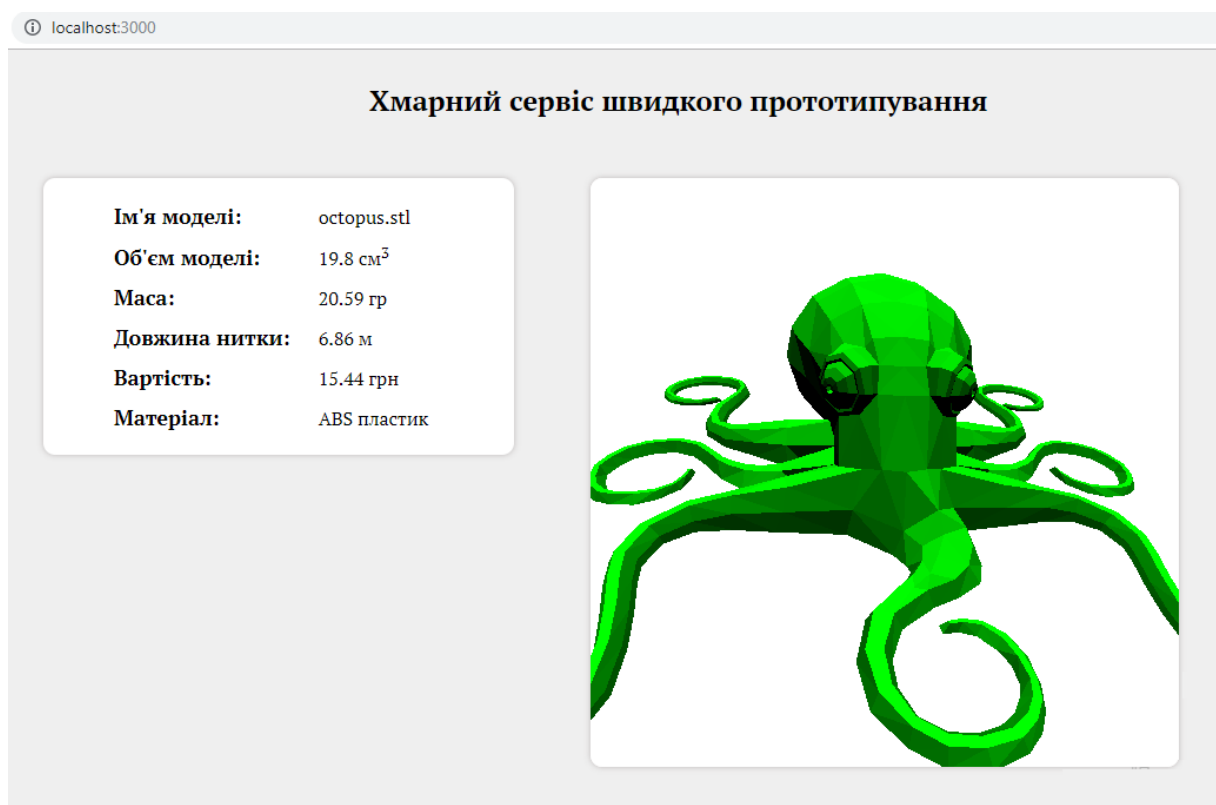 localhost:3000
Хмарний сервіс швидкого прототипування
Ім'я моделі: octopus.stl
Об'єм моделі: 19.8 см³
Маса: 20.59 гр
Довжина нитки: 6.86 м
Вартість: 15.44 грн
Матеріал: ABS пластик